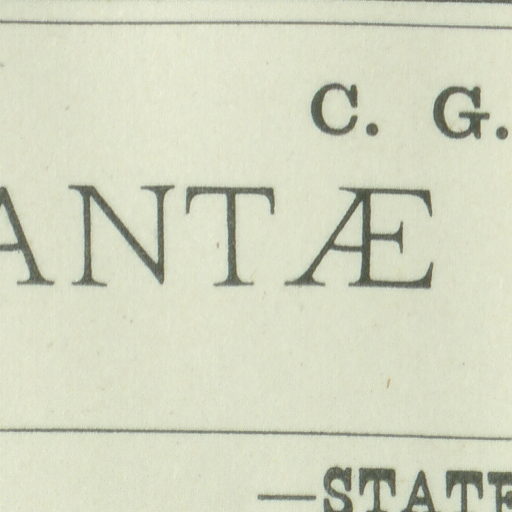 C. G.
ANTÆ
—STATE